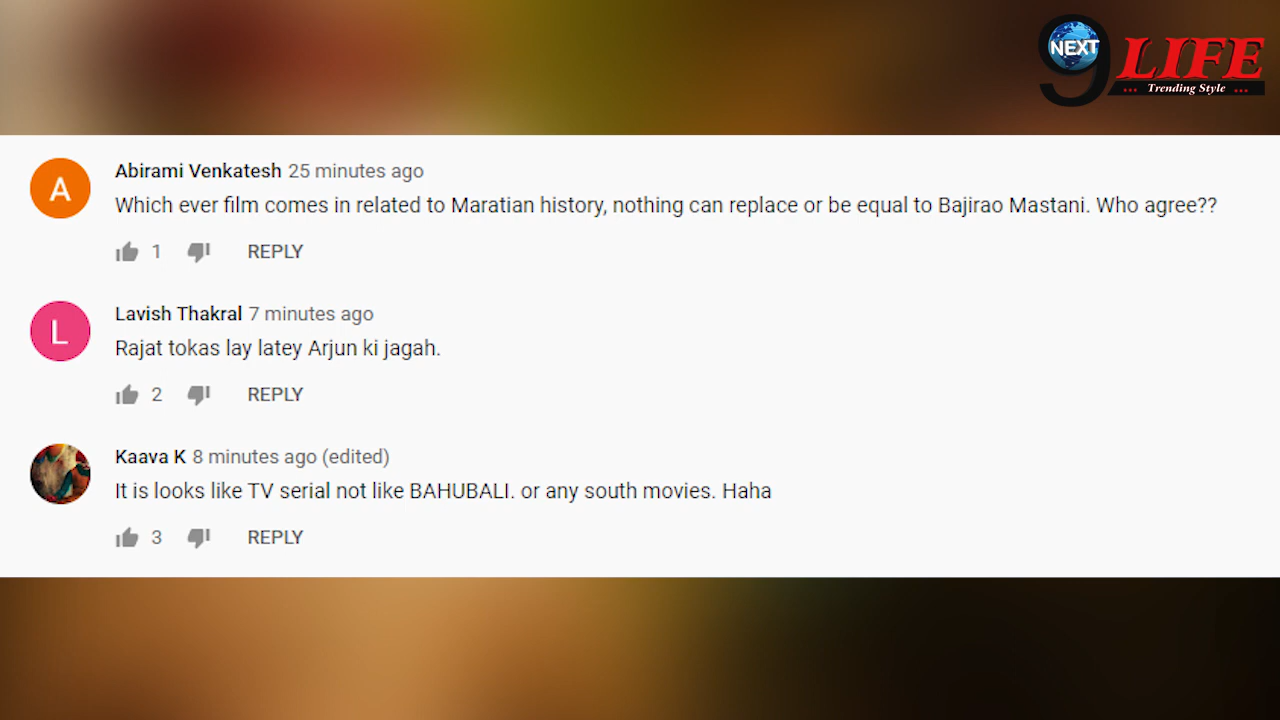 NEXT
9 LIFE
... Trending Style ...
A
Abirami Venkatesh 25 minutes ago
Which ever film comes in related to Maratian history, nothing can replace or be equal to Bajirao Mastani. Who agree??
1 REPLY
L
Lavish Thakral 7 minutes ago
Rajat tokas lay latey Arjun ki jagah.
2 REPLY
Kaava K 8 minutes ago (edited)
It is looks like TV serial not like BAHUBALI. or any south movies. Haha
3 REPLY